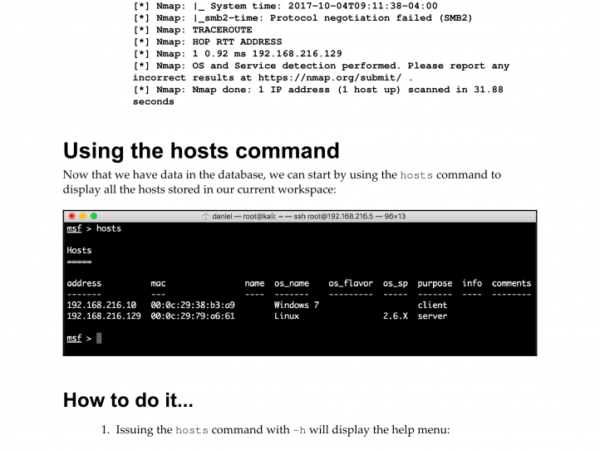 [*] Nmap: |_ System time: 2017-10-04T09:11:38-04:00
[*] Nmap: |_smb2-time: Protocol negotiation failed (SMB2)
[*] Nmap: TRACEROUTE
[*] Nmap: HOP RTT ADDRESS
[*] Nmap: 1 0.92 ms 192.168.216.129
[*] Nmap: OS and Service detection performed. Please report any
incorrect results at https://nmap.org/submit/ .
[*] Nmap: Nmap done: 1 IP address (1 host up) scanned in 31.88
seconds
Using the hosts command
Now that we have data in the database, we can start by using the hosts command to
display all the hosts stored in our current workspace:
daniel — root@kali: ~ — ssh root@192.168.216.5 — 96×13
msf > hosts
Hosts
=====
address mac name os_name os_flavor os_sp purpose info comments
------- --- ---- ------- --------- ----- ------- ---- --------
192.168.216.10 00:0c:29:38:b3:a9 Windows 7 client
192.168.216.129 00:0c:29:79:a6:61 Linux 2.6.X server
msf >
How to do it...
1. Issuing the hosts command with -h will display the help menu: